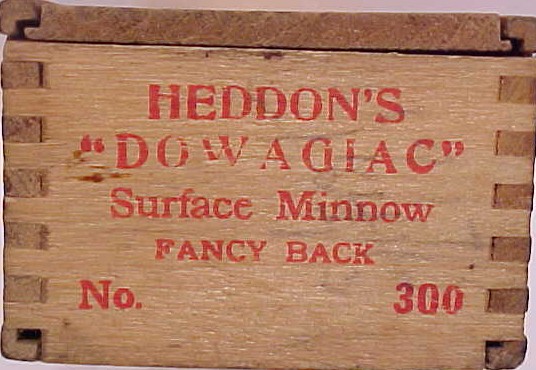 HEDDON'S
"DOWAGIAC"
Surface Minnow
FANCY BACK
No. 300